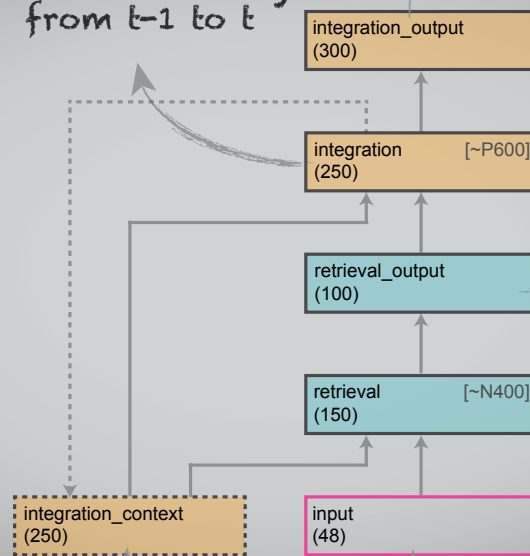 from t-1 to t
integration_output
(300)
integration [~P600]
(250)
retrieval_output
(100)
retrieval [~N400]
(150)
integration_context
(250)
input
(48)